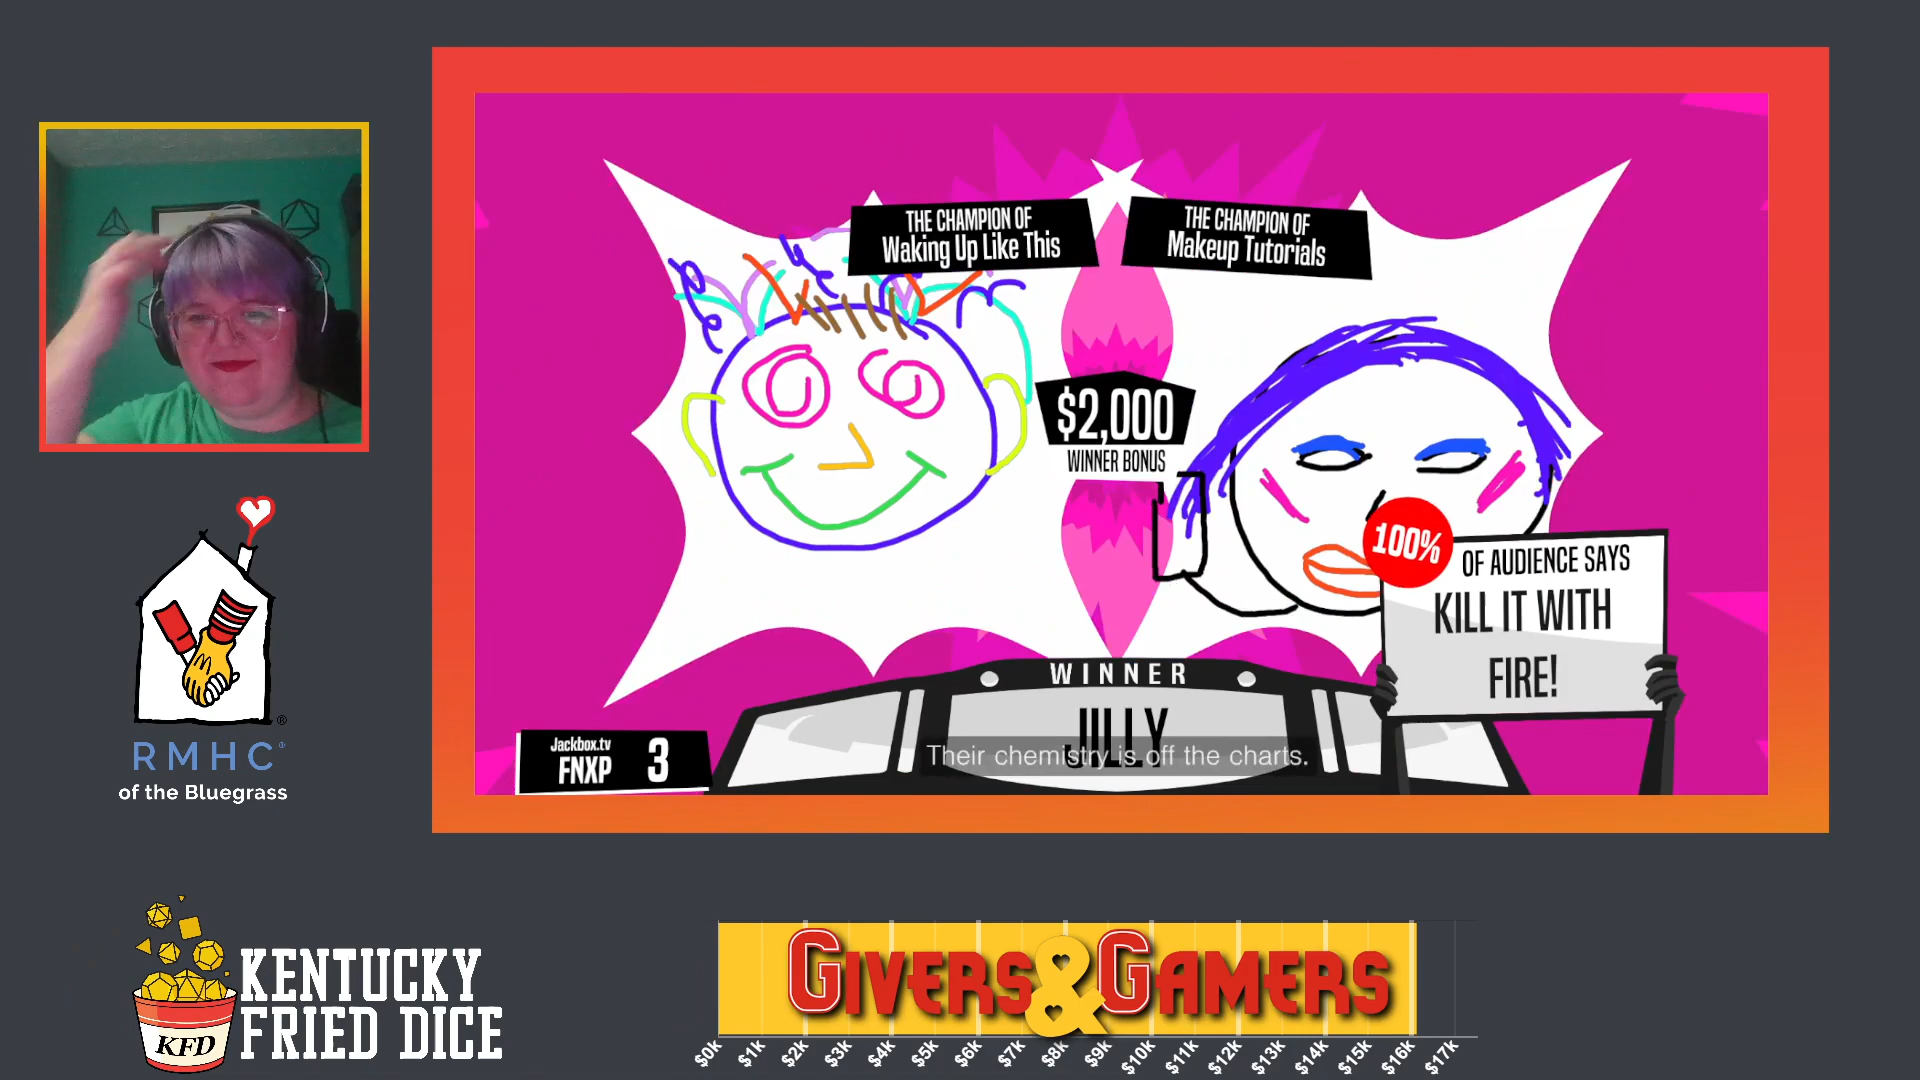 THE CHAMPION OF
Waking Up Like This
THE CHAMPION OF
Makeup Tutorials
$2,000
WINNER BONUS
100%
OF AUDIENCE SAYS
KILL IT WITH
FIRE!
WINNER
JILLY
Their chemistry is off the charts.
Jackbox.tv
FNXP
3
®
RMHC®
of the Bluegrass
KFD
KENTUCKY
FRIED DICE
GIVERS & GAMERS
$0k $1k $2k $3k $4k $5k $6k $7k $8k $9k $10k $11k $12k $13k $14k $15k $16k $17k